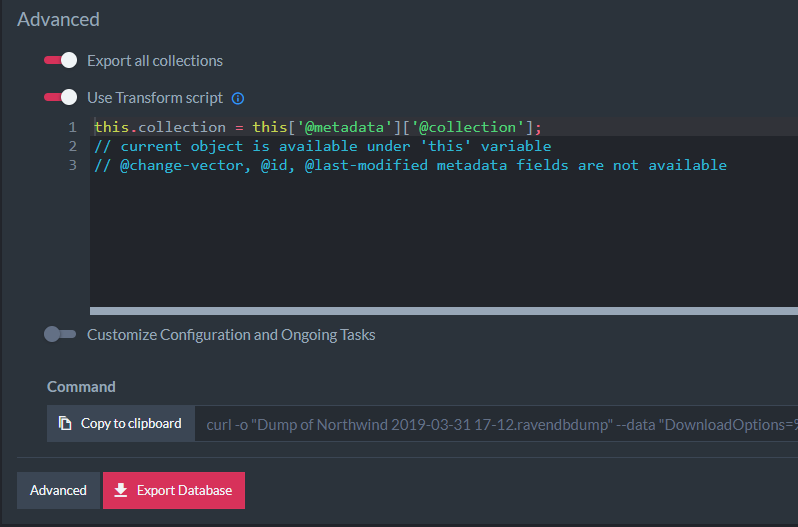 Advanced
Export all collections
Use Transform script
1 this.collection = this['@metadata']['@collection'];
2 // current object is available under 'this' variable
3 // @change-vector, @id, @last-modified metadata fields are not available
Customize Configuration and Ongoing Tasks
Command
Copy to clipboard curl -o "Dump of Northwind 2019-03-31 17-12.ravendbdump" --data "DownloadOptions=%
Advanced Export Database